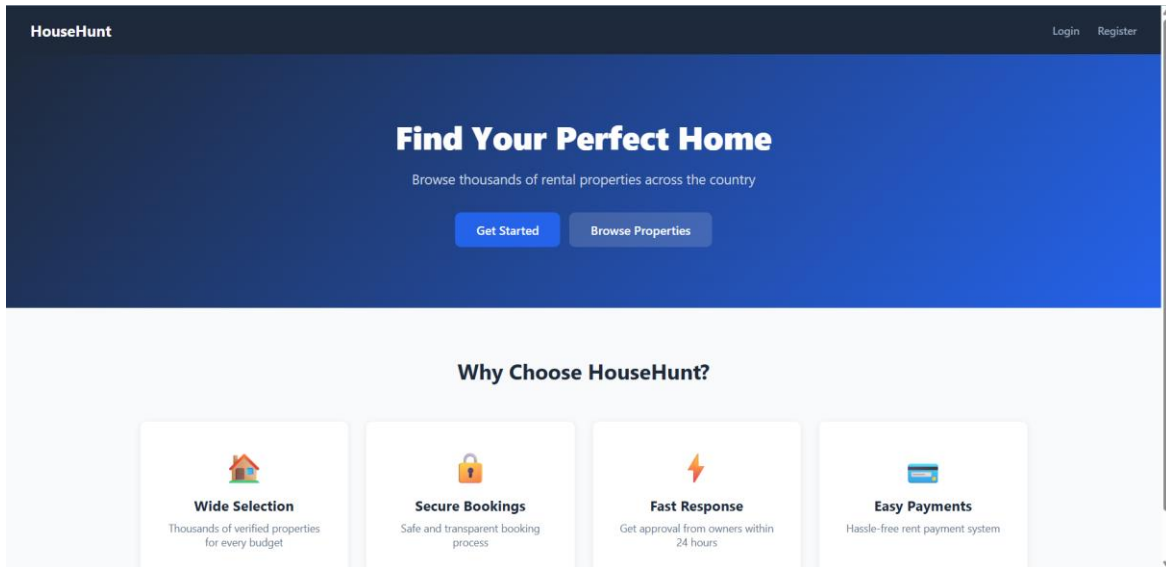 HouseHunt
Login Register
Find Your Perfect Home
Browse thousands of rental properties across the country
Get Started Browse Properties
Why Choose HouseHunt?
Wide Selection
Thousands of verified properties
for every budget
Secure Bookings
Safe and transparent booking
process
Fast Response
Get approval from owners within
24 hours
Easy Payments
Hassle-free rent payment system